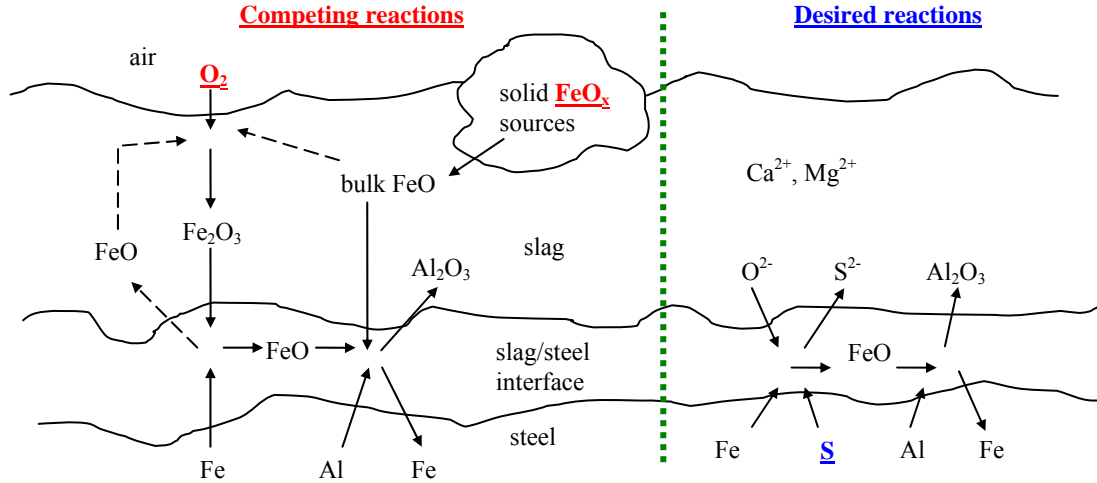 Competing reactions
Desired reactions
air
O₂
solid FeOₓ
sources
bulk FeO
Ca²⁺, Mg²⁺
Fe₂O₃
FeO
slag
Al₂O₃
O²⁻
S²⁻
Al₂O₃
FeO
slag/steel
interface
FeO
steel
Fe
Al
Fe
Fe
S
Al
Fe